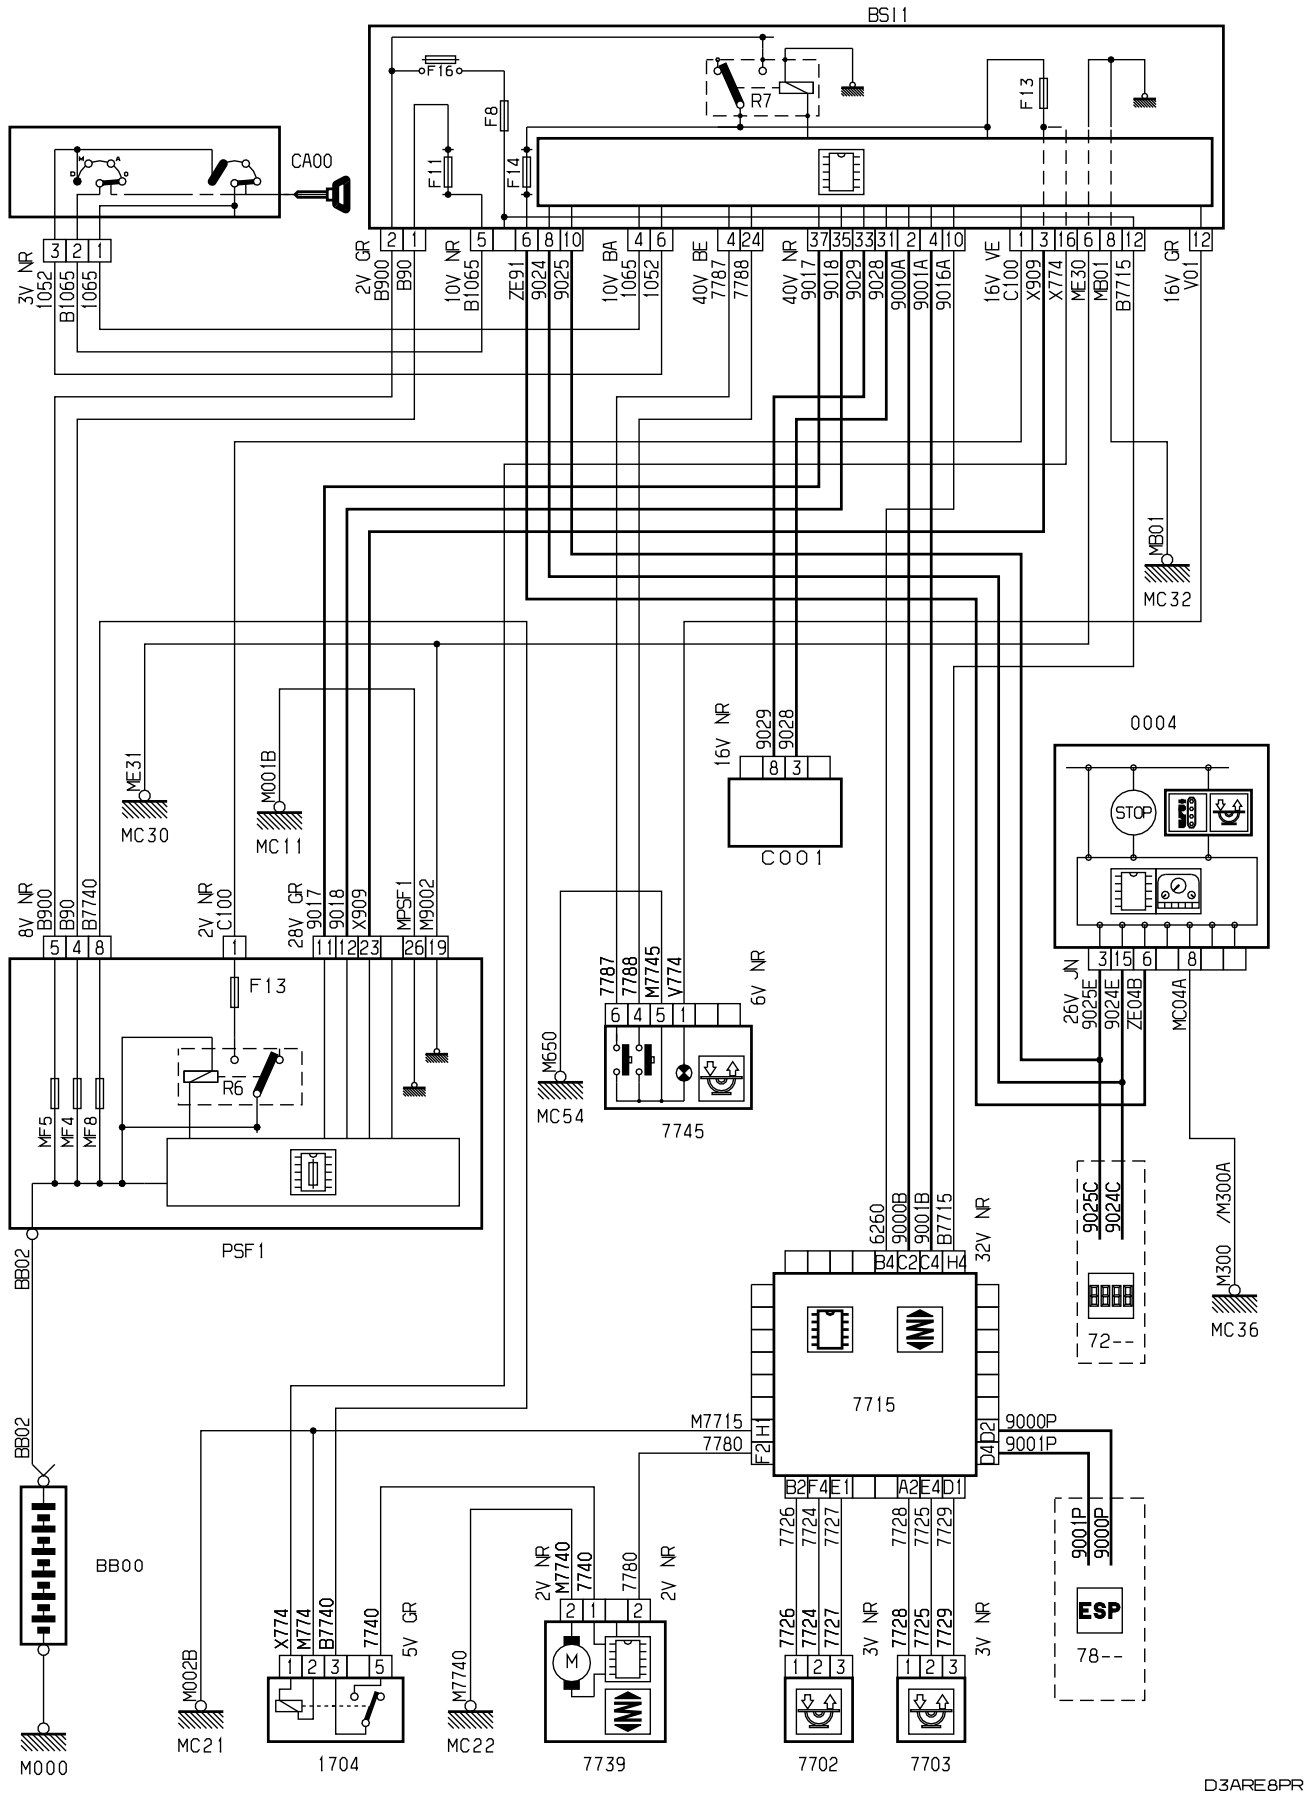 BSI1
F16
F8
R7
F13
F11
F14
CA00
M A
D D
3 2 1
3V NR
1052
B1065
1065
2 1
2V GR
B900
B90
5 6 8 10
10V NR
B1065
ZE91
9024
9025
4 6
10V BA
1065
1052
4 24
40V BE
7787
7788
37 35 33 31 2 4 10
40V NR
9017
9018
9029
9028
9000A
9001A
9016A
1 3 16 6 8 12
16V VE
C100
X909
X774
ME30
MB01
B7715
12
16V GR
V01
MB01
MC32
ME31
MC30
M001B
MC11
16V NR
9029
9028
8 3
C001
0004
STOP
3 15 6 8
26V JN
9025E
9024E
ZE04B
MC04A
8V NR
B900
B90
B7740
5 4 8
2V NR
C100
1
28V GR
9017
9018
X909
MPSF1
M9002
11 12 23 26 19
F13
R6
MF5
MF4
MF8
PSF1
7787
7788
M7745
V774
6V NR
6 4 5 1
7745
M650
MC54
9025C
9024C
72--
M300 /M300A
MC36
6260
9000B
9001B
B7715
32V NR
B4 C2 C4 H4
7715
M7715
7780
H1
F2
D2
D4
9000P
9001P
B2 F4 E1 A2 E4 D1
7726
7724
7727
7728
7725
7729
9001P
9000P
ESP
78--
BB02
BB02
BB00
M000
M002B
MC21
X774
M774
B7740
7740
5V GR
1 2 3 5
1704
M7740
MC22
2V NR
M7740
7740
7780
2V NR
2 1 2
M
7739
7726
7724
7727
3V NR
1 2 3
7702
7728
7725
7729
3V NR
1 2 3
7703
D3ARE8PR